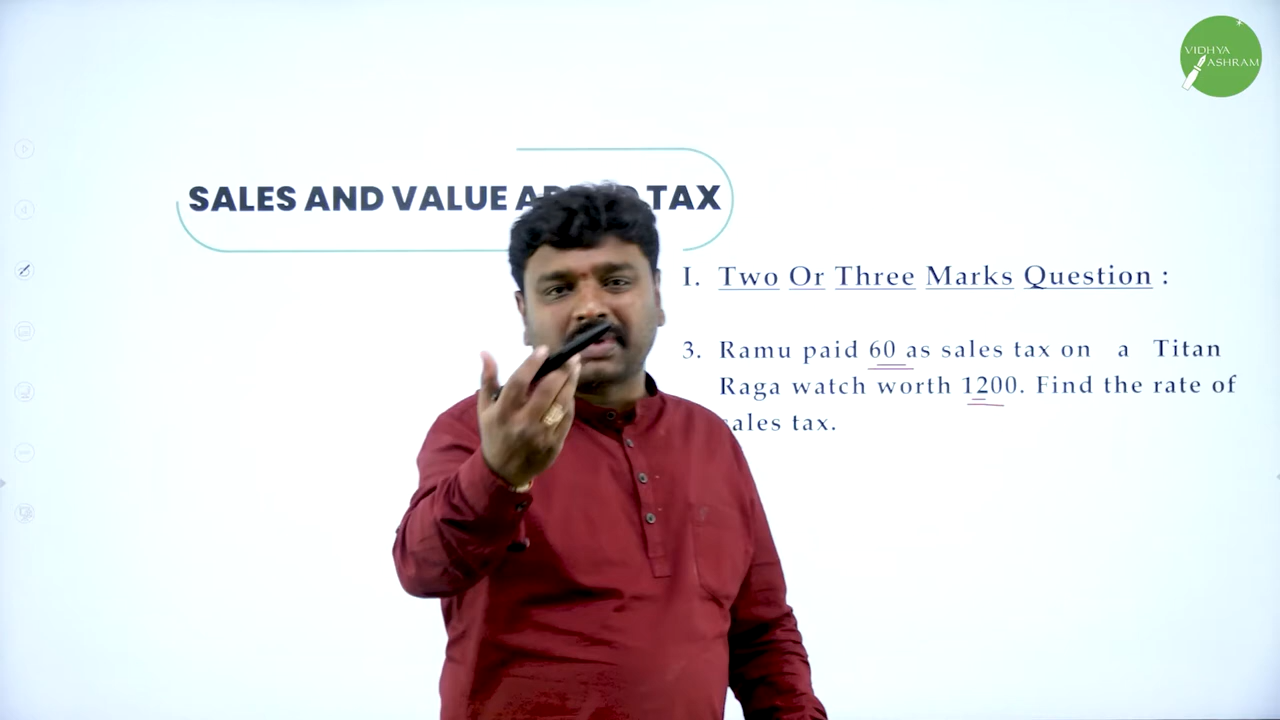 VIDHYA
ASHRAM
SALES AND VALUE TAX
I. Two Or Three Marks Question :
3. Ramu paid 60 as sales tax on a Titan
Raga watch worth 1200. Find the rate of
sales tax.